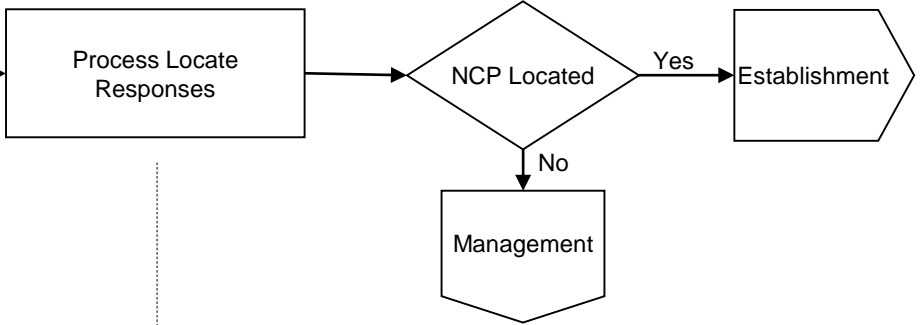 Process Locate
Responses
NCP Located
Yes
Establishment
No
Management